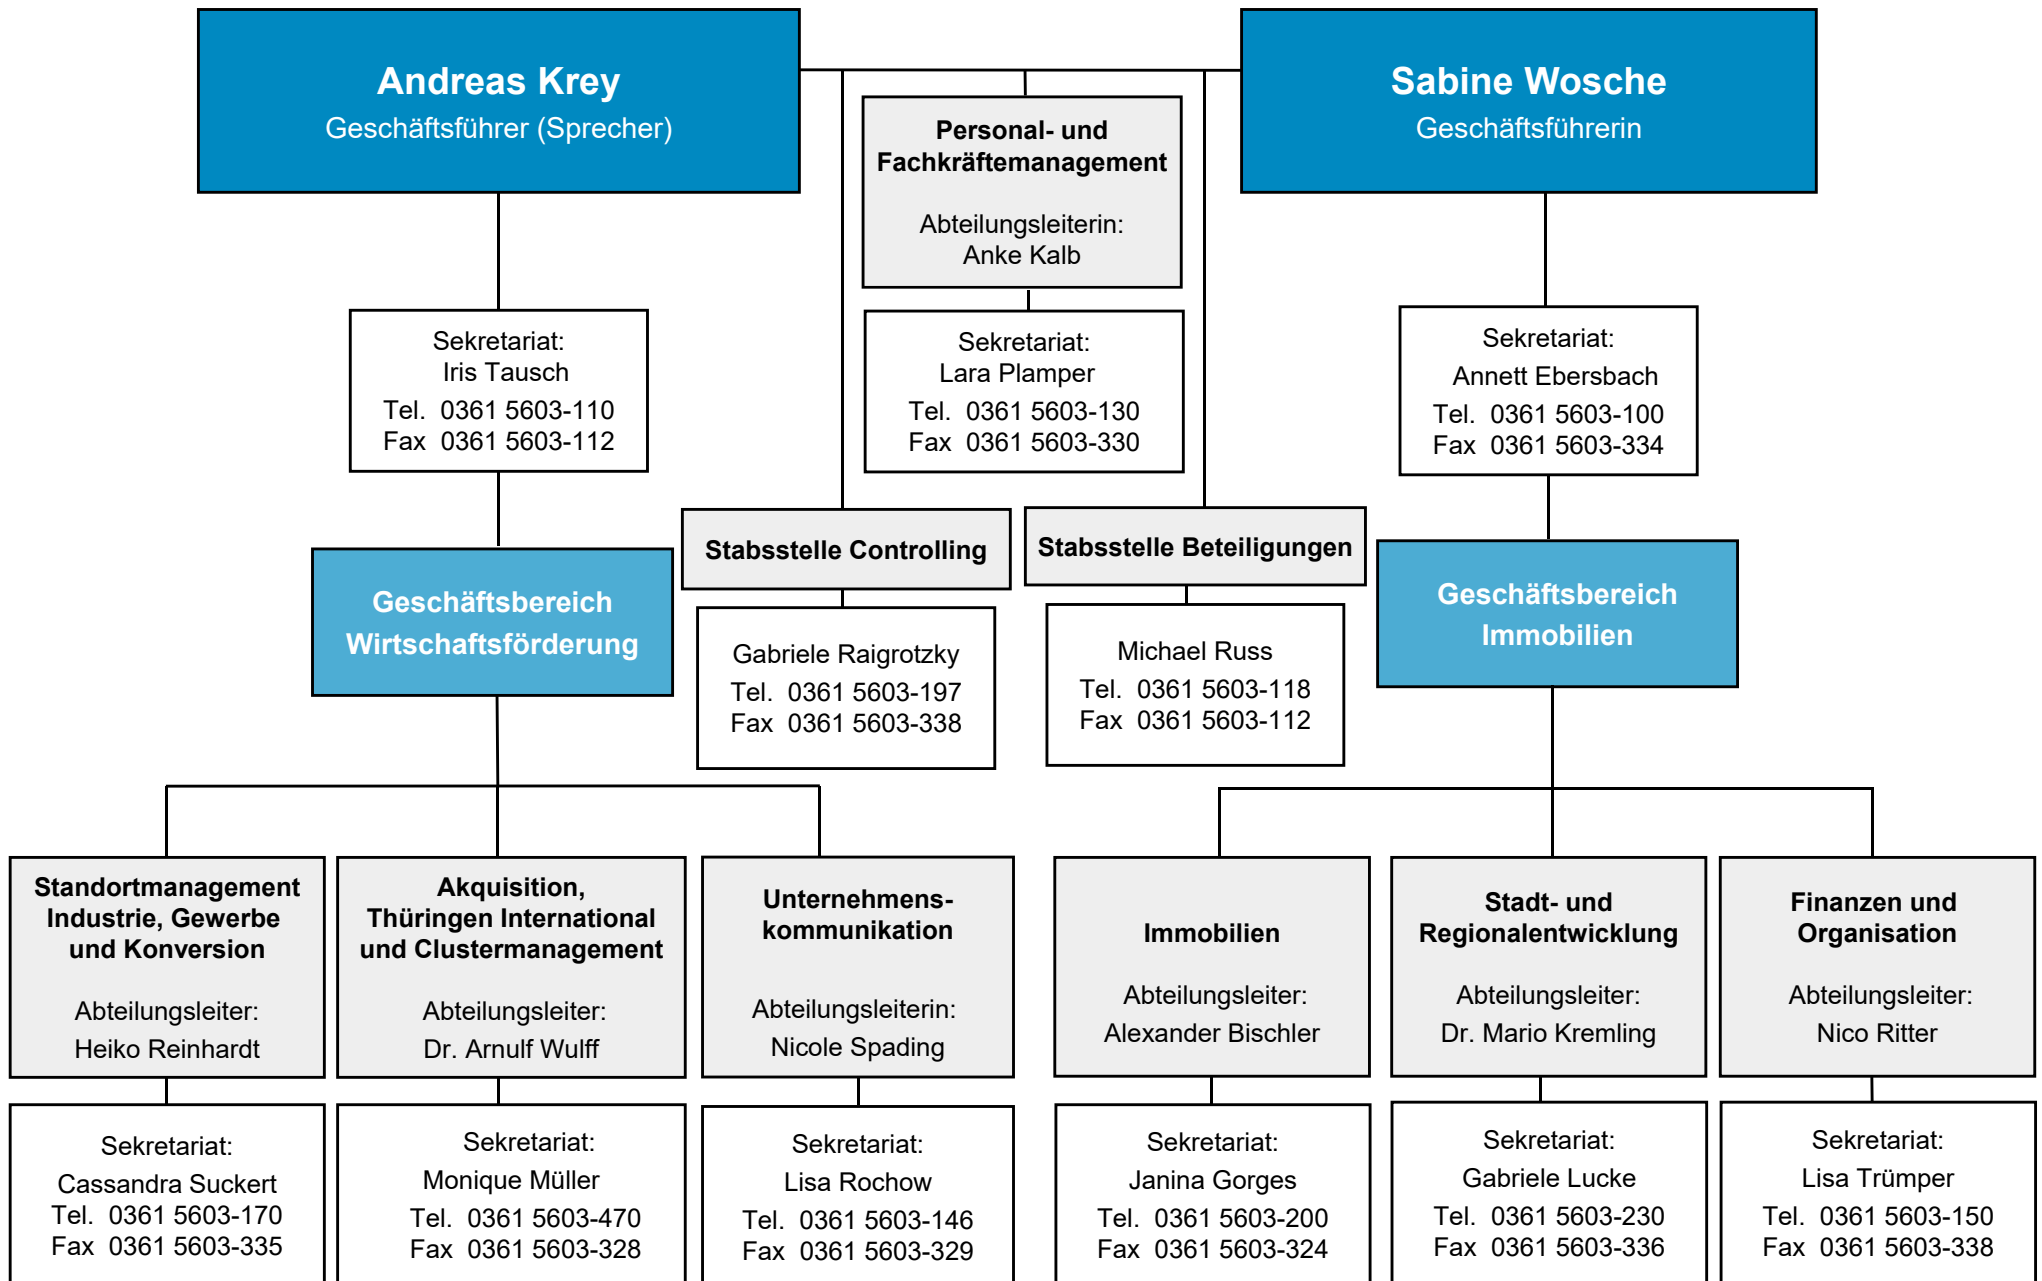 Andreas Krey
Geschäftsführer (Sprecher)
Sabine Wosche
Geschäftsführerin
Personal- und
Fachkräftemanagement
Abteilungsleiterin:
Anke Kalb
Sekretariat:
Iris Tausch
Tel. 0361 5603-110
Fax 0361 5603-112
Sekretariat:
Lara Plamper
Tel. 0361 5603-130
Fax 0361 5603-330
Sekretariat:
Annett Ebersbach
Tel. 0361 5603-100
Fax 0361 5603-334
Geschäftsbereich
Wirtschaftsförderung
Stabsstelle Controlling
Gabriele Raigrotzky
Tel. 0361 5603-197
Fax 0361 5603-338
Stabsstelle Beteiligungen
Michael Russ
Tel. 0361 5603-118
Fax 0361 5603-112
Geschäftsbereich
Immobilien
Standortmanagement
Industrie, Gewerbe
und Konversion
Abteilungsleiter:
Heiko Reinhardt
Akquisition,
Thüringen International
und Clustermanagement
Abteilungsleiter:
Dr. Arnulf Wulff
Unternehmens-
kommunikation
Abteilungsleiterin:
Nicole Spading
Immobilien
Abteilungsleiter:
Alexander Bischler
Stadt- und
Regionalentwicklung
Abteilungsleiter:
Dr. Mario Kremling
Finanzen und
Organisation
Abteilungsleiter:
Nico Ritter
Sekretariat:
Cassandra Suckert
Tel. 0361 5603-170
Fax 0361 5603-335
Sekretariat:
Monique Müller
Tel. 0361 5603-470
Fax 0361 5603-328
Sekretariat:
Lisa Rochow
Tel. 0361 5603-146
Fax 0361 5603-329
Sekretariat:
Janina Gorges
Tel. 0361 5603-200
Fax 0361 5603-324
Sekretariat:
Gabriele Lucke
Tel. 0361 5603-230
Fax 0361 5603-336
Sekretariat:
Lisa Trümper
Tel. 0361 5603-150
Fax 0361 5603-338